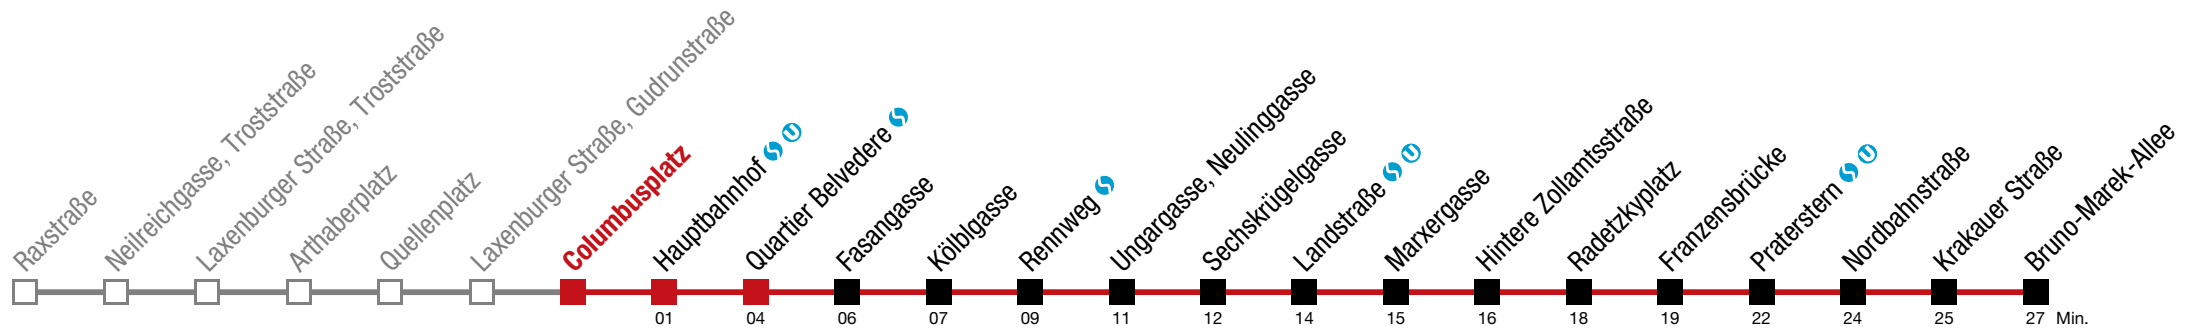 Raxstraße
Neilreichgasse, Troststraße
Laxenburger Straße, Troststraße
Arthaberplatz
Quellenplatz
Laxenburger Straße, Gudrunstraße
Columbusplatz
Hauptbahnhof S U
Quartier Belvedere S
Fasangasse
Kölblgasse
Rennweg S
Ungargasse, Neulinggasse
Sechskrügelgasse
Landstraße S U
Marxergasse
Hintere Zollamtsstraße
Radetzkyplatz
Franzensbrücke
Praterstern S U
Nordbahnstraße
Krakauer Straße
Bruno-Marek-Allee
01 04 06 07 09 11 12 14 15 16 18 19 22 24 25 27 Min.